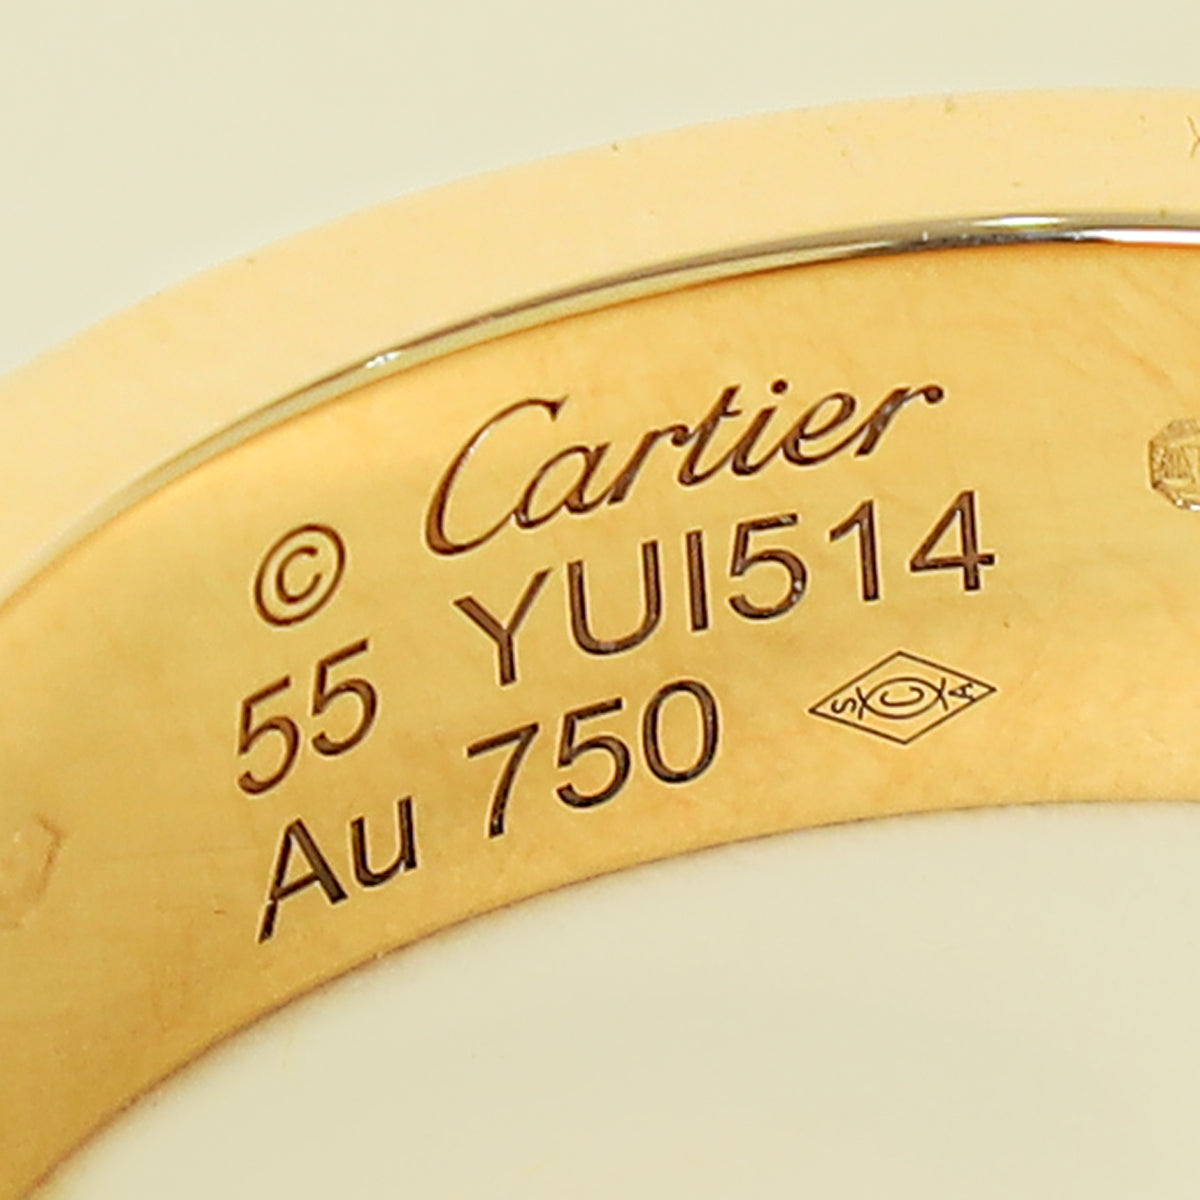 © Cartier
55 YUI514
Au 750
S C A